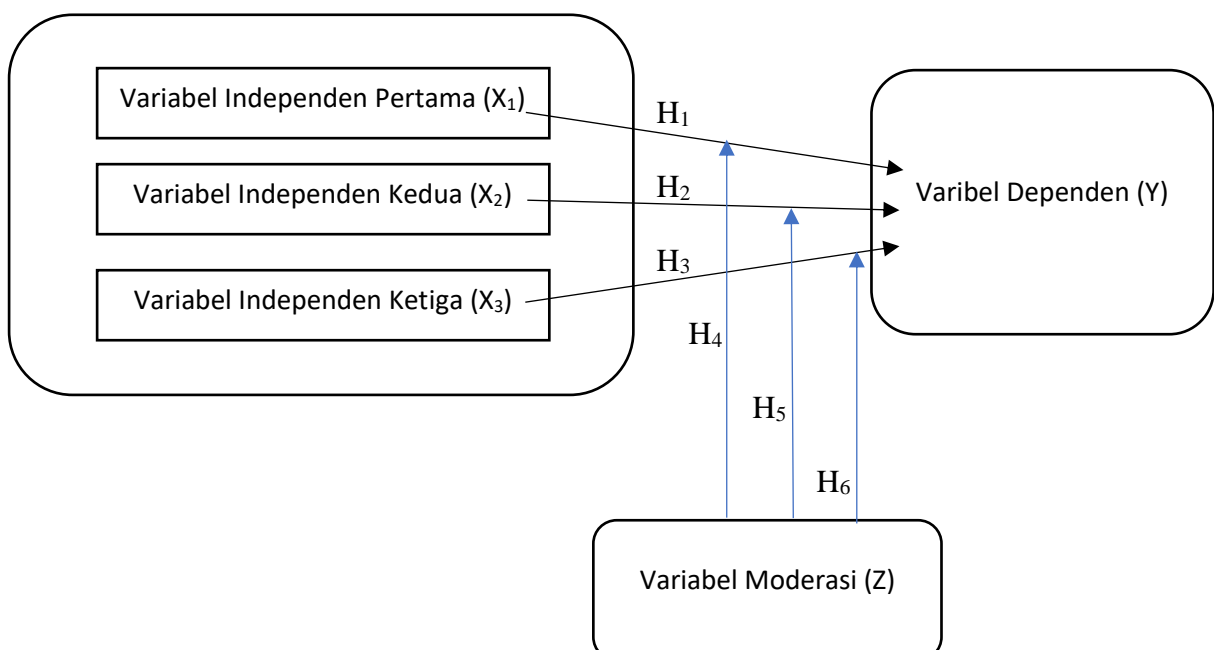 Variabel Independen Pertama (X₁)
H₁
Variabel Independen Kedua (X₂)
H₂
Varibel Dependen (Y)
Variabel Independen Ketiga (X₃)
H₃
H₄
H₅
H₆
Variabel Moderasi (Z)